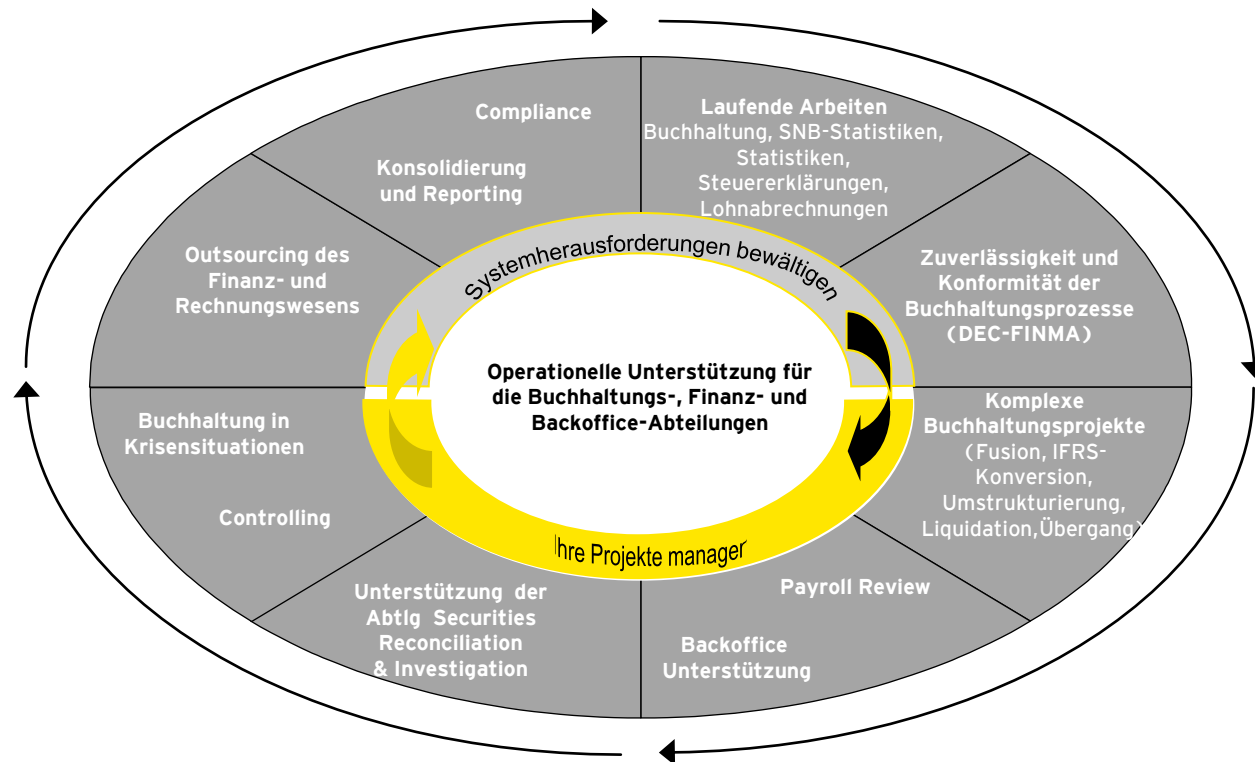 Compliance
Konsolidierung
und Reporting
Laufende Arbeiten
Buchhaltung, SNB-Statistiken,
Statistiken,
Steuererklärungen,
Lohnabrechnungen
Outsourcing des
Finanz- und
Rechnungswesens
Systemherausforderungen bewältigen
Zuverlässigkeit und
Konformität der
Buchhaltungsprozesse
(DEC-FINMA)
Operationelle Unterstützung für
die Buchhaltungs-, Finanz- und
Backoffice-Abteilungen
Buchhaltung in
Krisensituationen
Controlling
Komplexe
Buchhaltungsprojekte
(Fusion, IFRS-
Konversion,
Umstrukturierung,
Liquidation,Übergang)
Ihre Projekte manager
Unterstützung der
Abtlg Securities
Reconciliation
& Investigation
Payroll Review
Backoffice
Unterstützung